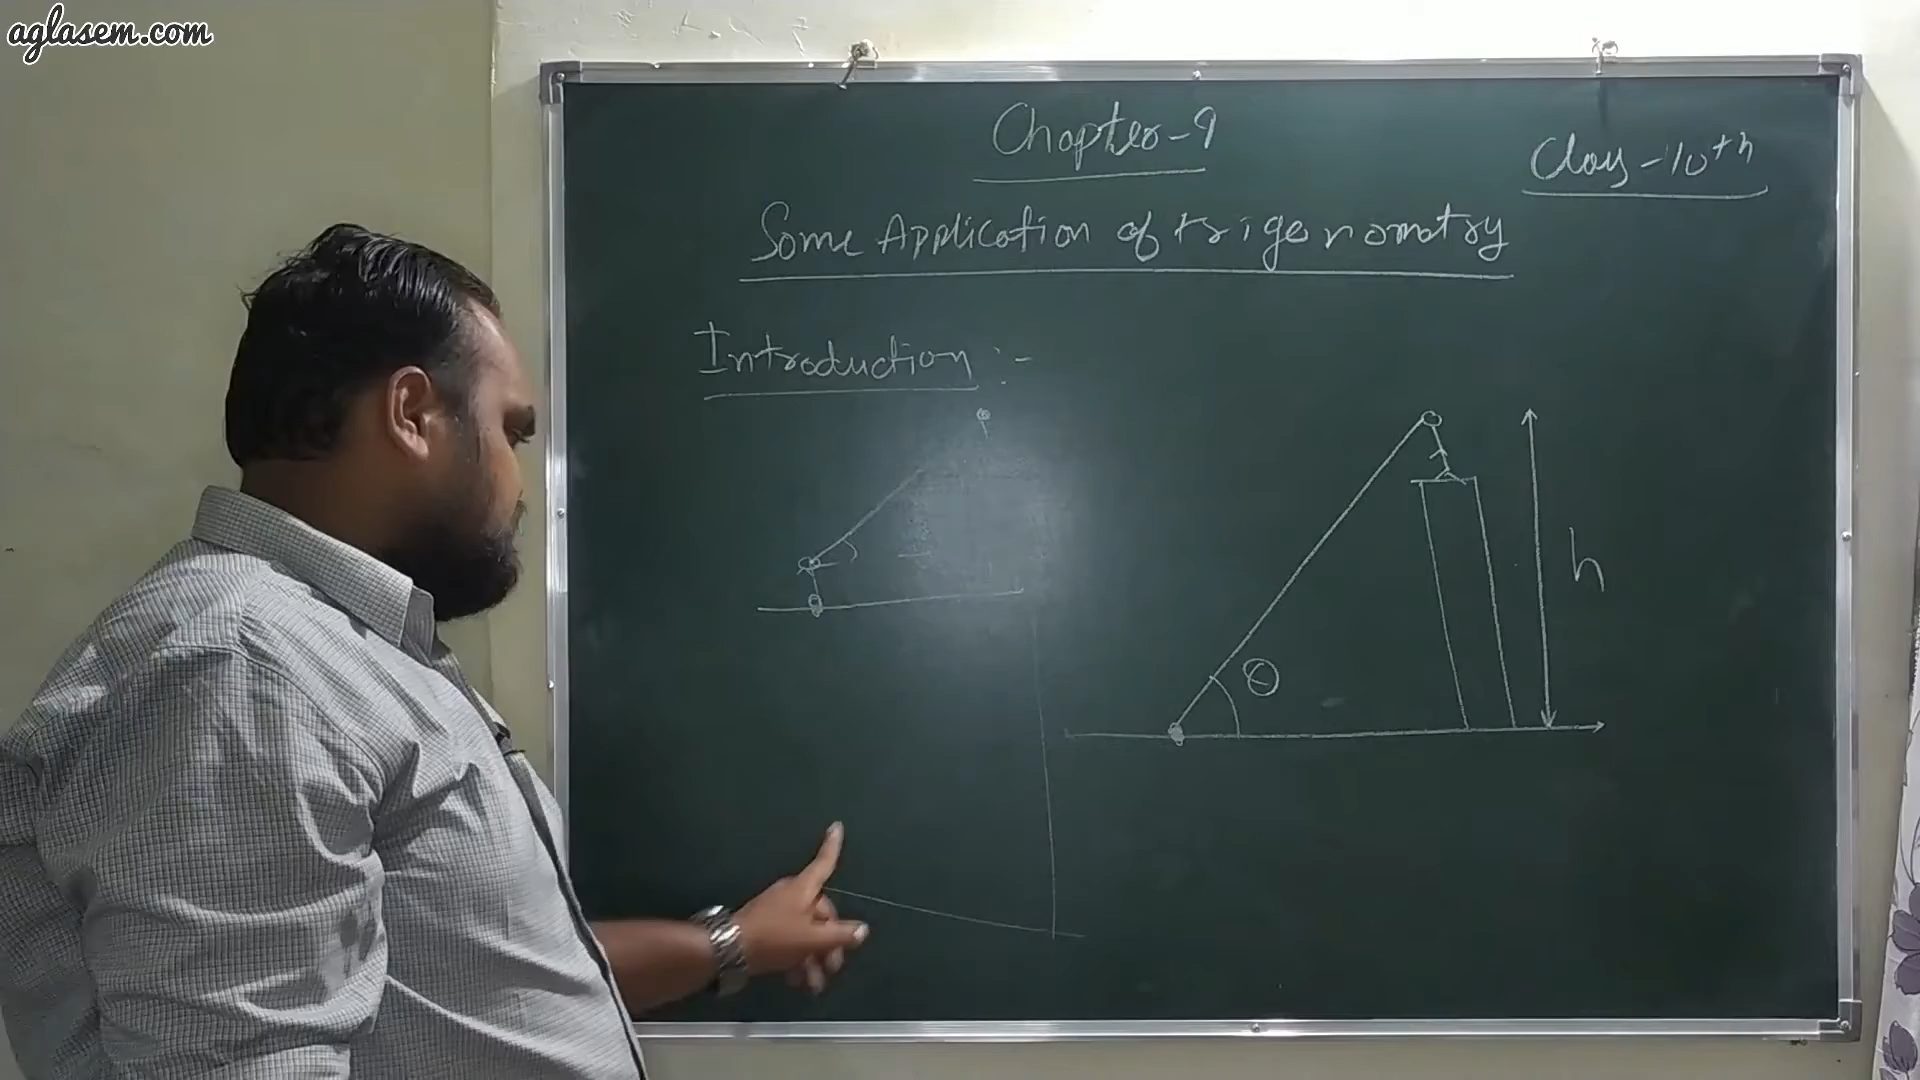 aglasem.com
Chapter-9
Class-10th
Some Application of trigonometry
Introduction :-
h
θ